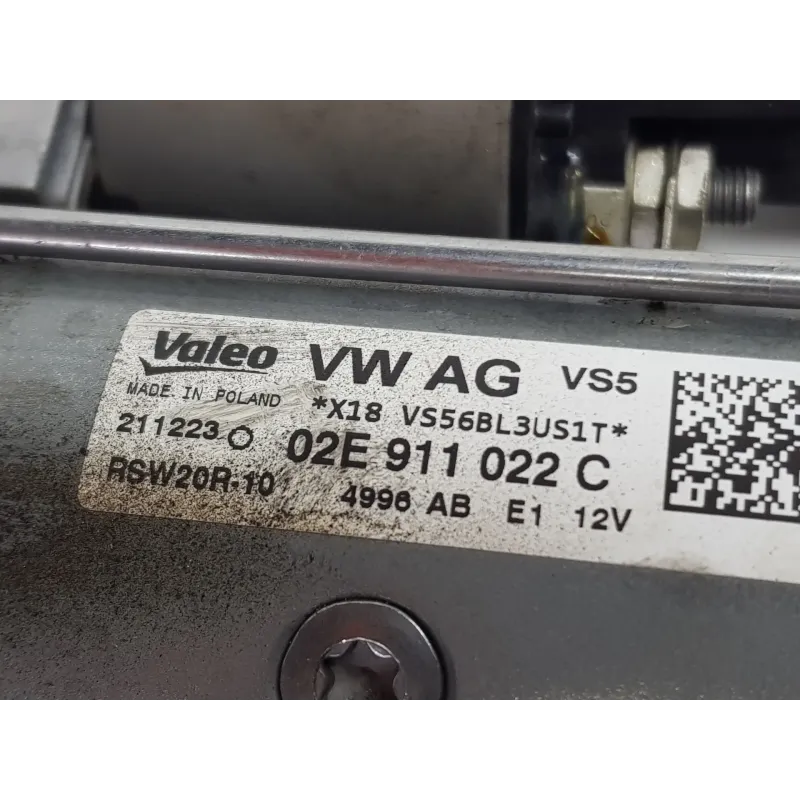 Valeo VW AG VS5
MADE IN POLAND *X18 VS56BL3US1T*
211223 02E 911 022 C
RSW20R-10 4996 AB E1 12V